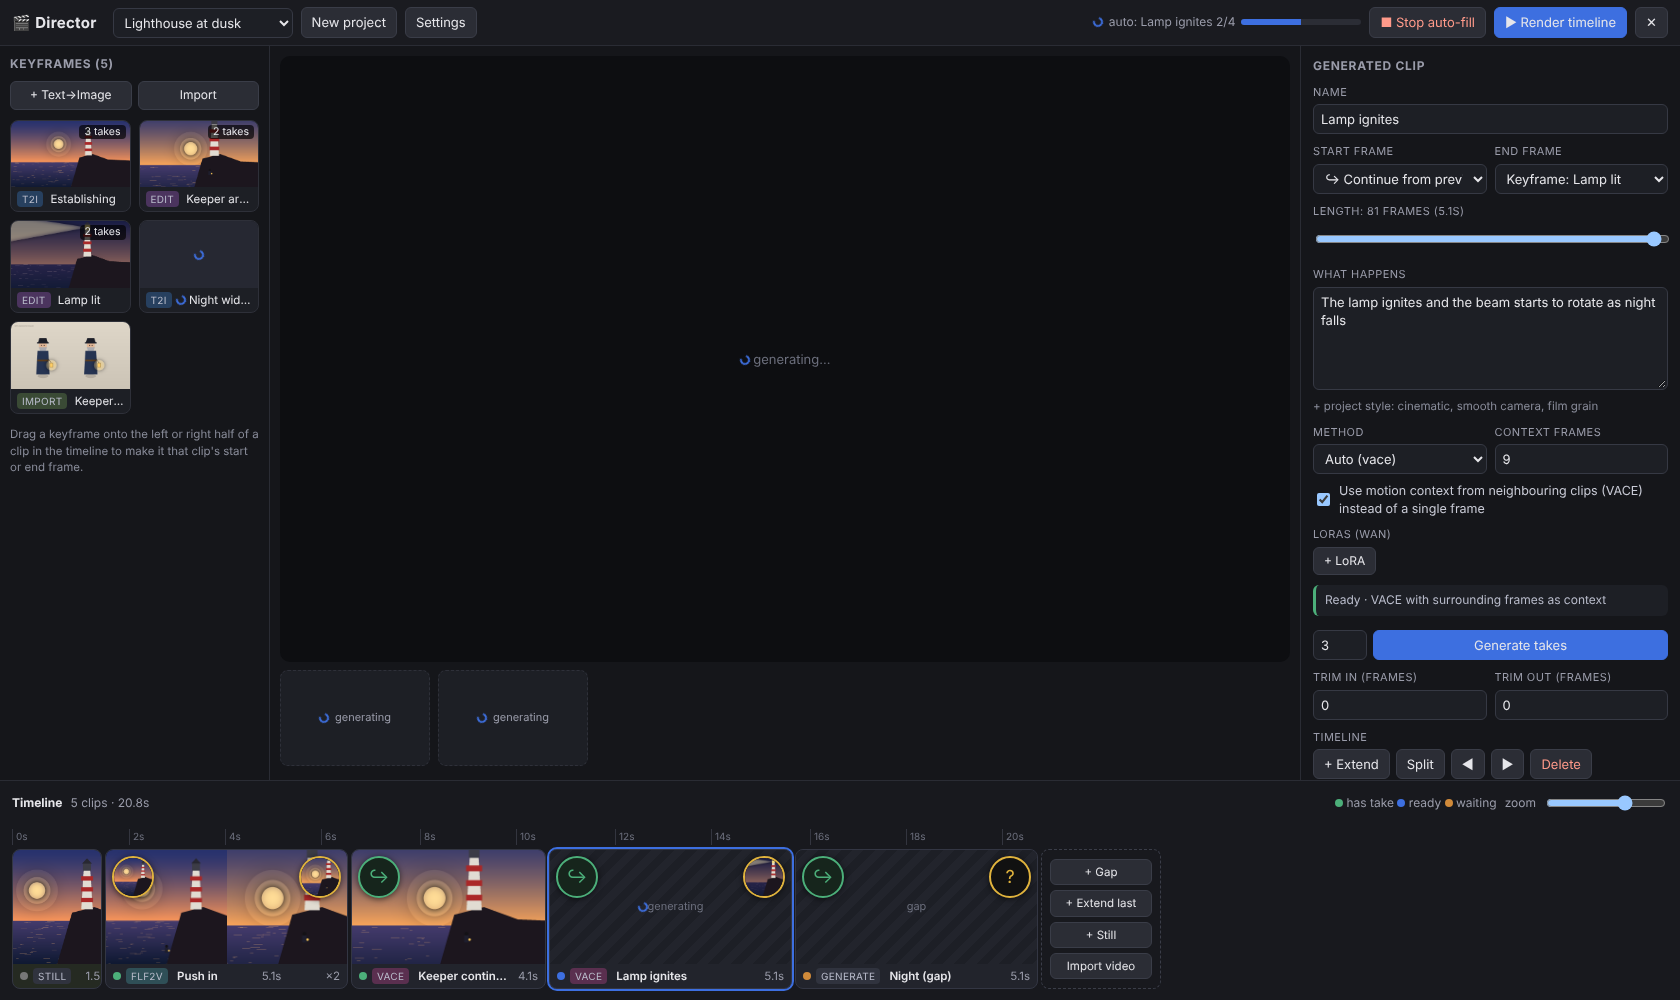 🎬 Director
Lighthouse at dusk
New project
Settings
auto: Lamp ignites 2/4
Stop auto-fill
▶ Render timeline
✕
KEYFRAMES (5)
+ Text→Image
Import
3 takes
T2I Establishing
2 takes
EDIT Keeper ar...
2 takes
EDIT Lamp lit
T2I Night wid...
IMPORT Keeper...
Drag a keyframe onto the left or right half of a
clip in the timeline to make it that clip's start
or end frame.
generating...
generating
generating
GENERATED CLIP
NAME
Lamp ignites
START FRAME
↪ Continue from prev
END FRAME
Keyframe: Lamp lit
LENGTH: 81 FRAMES (5.1S)
WHAT HAPPENS
The lamp ignites and the beam starts to rotate as night
falls
+ project style: cinematic, smooth camera, film grain
METHOD
Auto (vace)
CONTEXT FRAMES
9
Use motion context from neighbouring clips (VACE)
instead of a single frame
LORAS (WAN)
+ LoRA
Ready · VACE with surrounding frames as context
3
Generate takes
TRIM IN (FRAMES)
0
TRIM OUT (FRAMES)
0
TIMELINE
+ Extend
Split
◀
▶
Delete
Timeline 5 clips · 20.8s
has take ready waiting zoom
0s 2s 4s 6s 8s 10s 12s 14s 16s 18s 20s
STILL 1.5
FLF2V Push in 5.1s ×2
↪
VACE Keeper contin... 4.1s
↪
generating
VACE Lamp ignites 5.1s
↪
?
gap
GENERATE Night (gap) 5.1s
+ Gap
+ Extend last
+ Still
Import video